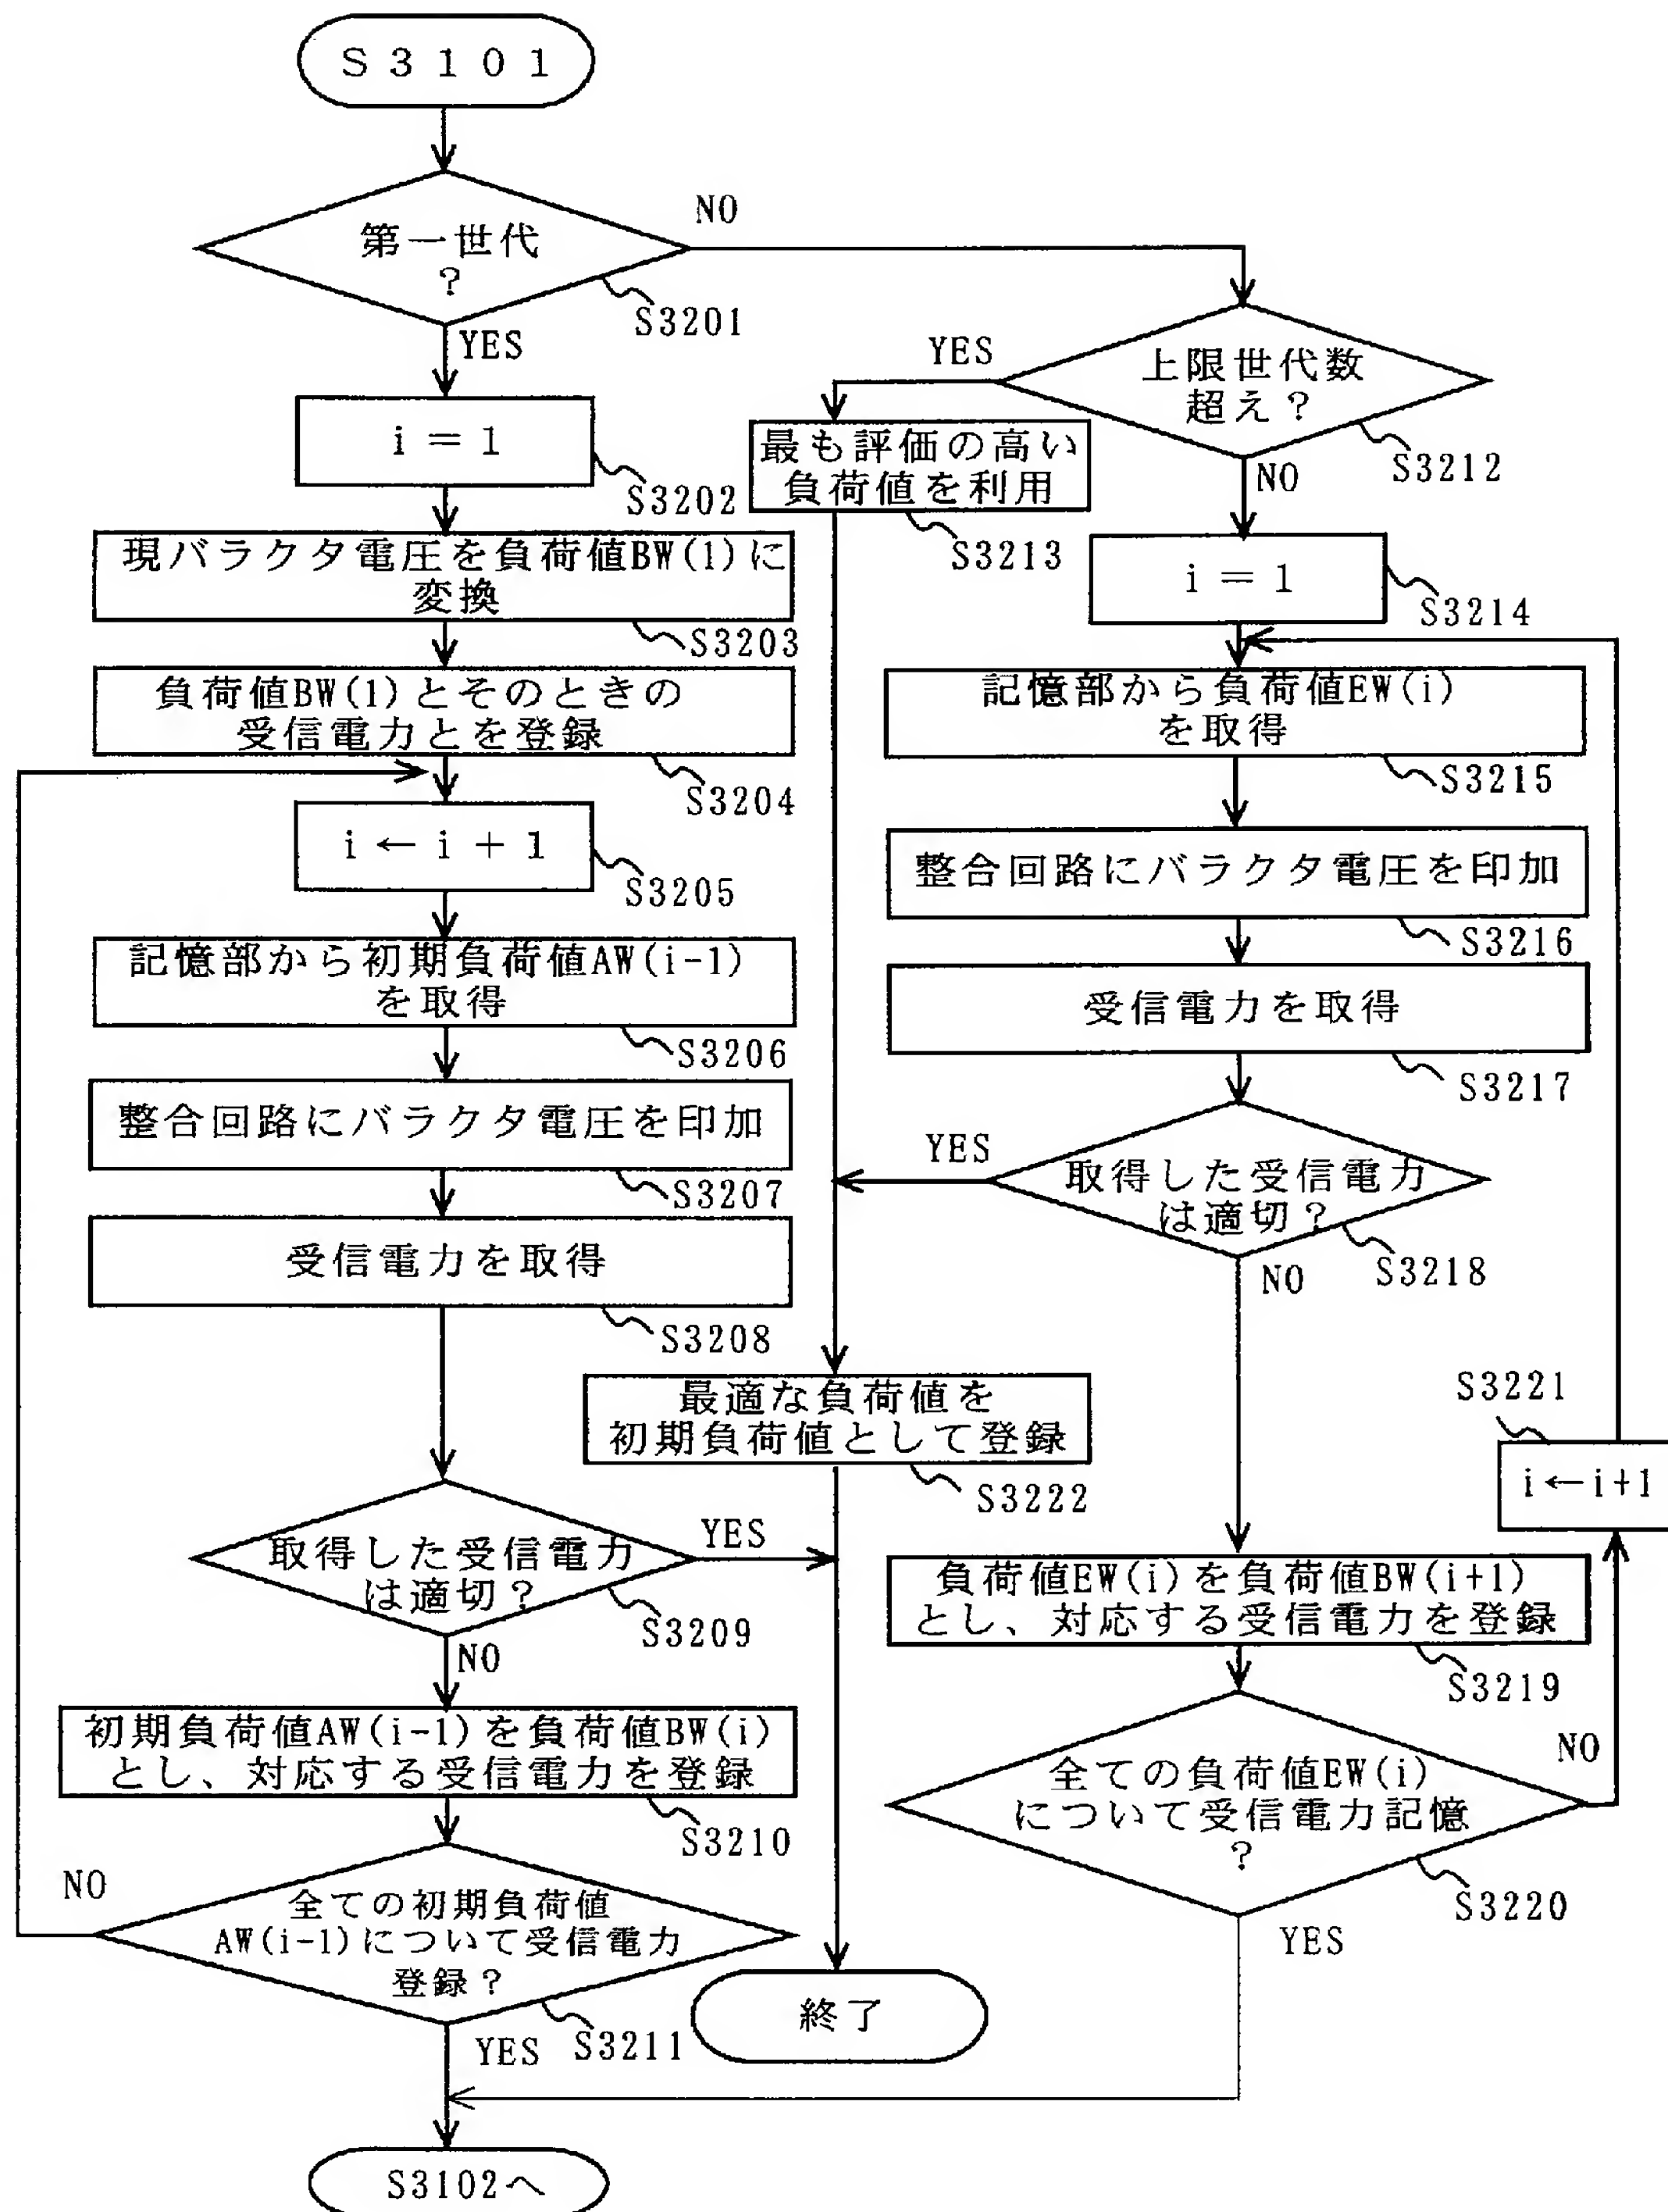 S3101
第一世代
?
S3201
YES
NO
i = 1
S3202
現バラクタ電圧を負荷値BW(1)に
変換
S3203
負荷値BW(1)とそのときの
受信電力とを登録
S3204
i ← i + 1
S3205
記憶部から初期負荷値AW(i-1)
を取得
S3206
整合回路にバラクタ電圧を印加
S3207
受信電力を取得
S3208
取得した受信電力
は適切?
S3209
YES
NO
初期負荷値AW(i-1)を負荷値BW(i)
とし、対応する受信電力を登録
S3210
全ての初期負荷値
AW(i-1)について受信電力
登録?
S3211
NO
YES
S3102へ
上限世代数
超え?
S3212
YES
NO
最も評価の高い
負荷値を利用
S3213
i = 1
S3214
記憶部から負荷値EW(i)
を取得
S3215
整合回路にバラクタ電圧を印加
S3216
受信電力を取得
S3217
取得した受信電力
は適切?
S3218
YES
NO
負荷値EW(i)を負荷値BW(i+1)
とし、対応する受信電力を登録
S3219
全ての負荷値EW(i)
について受信電力記憶
?
S3220
NO
YES
S3221
i←i+1
最適な負荷値を
初期負荷値として登録
S3222
終了